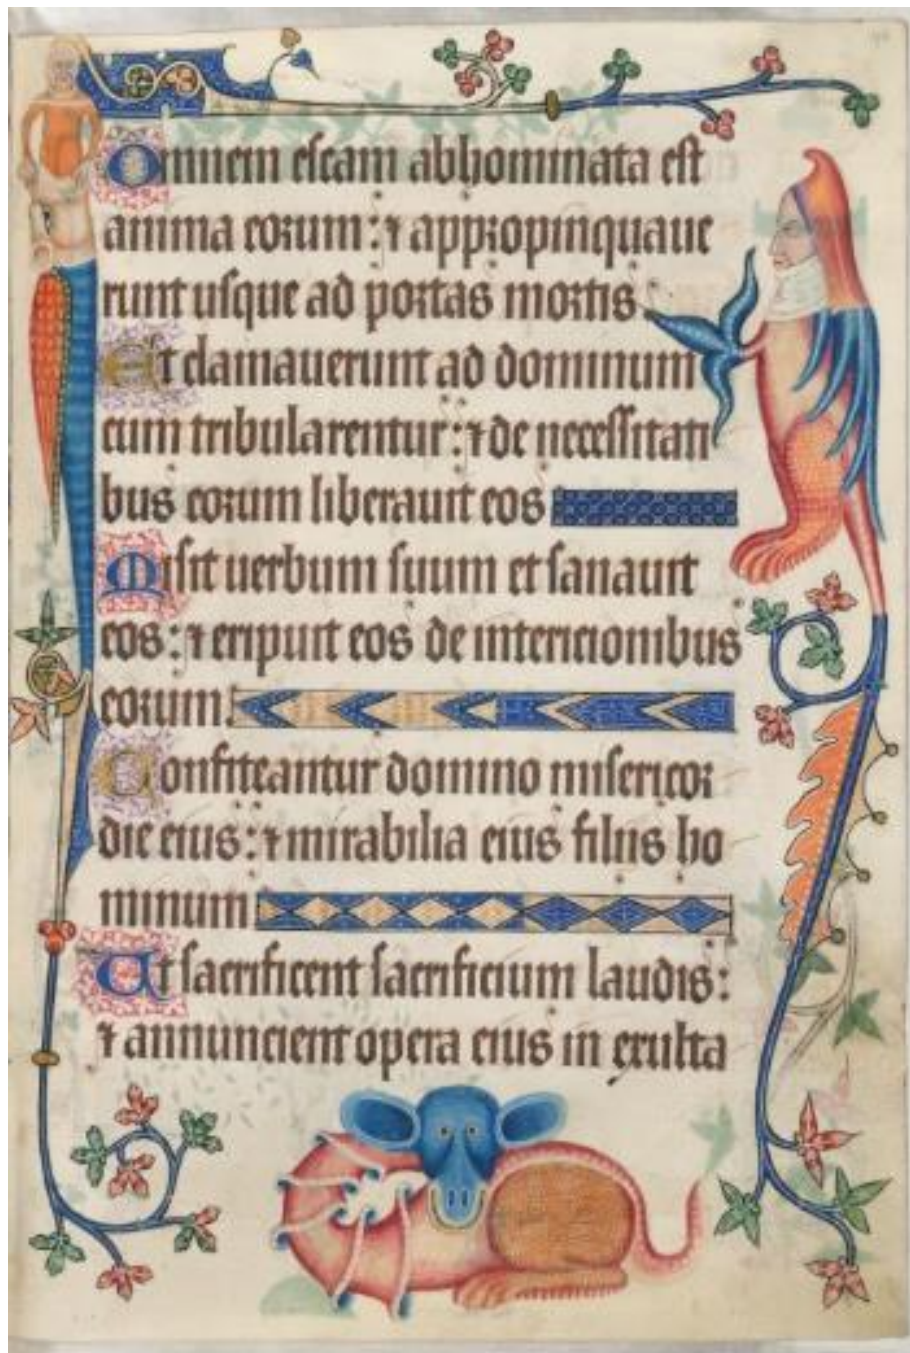 Omnem escam abhominata est
anima eorum : ⁊ appropinquaue
runt usque ad portas mortis.
Et clamauerunt ad dominum
cum tribularentur : ⁊ de necessitati
bus eorum liberauit eos
Misit uerbum suum et sanauit
eos : ⁊ eripuit eos de interitionibus
eorum.
Confiteantur domino misericor
die eius : ⁊ mirabilia eius filiis ho
minum
Et sacrificent sacrificium laudis :
⁊ annuncient opera eius in exulta